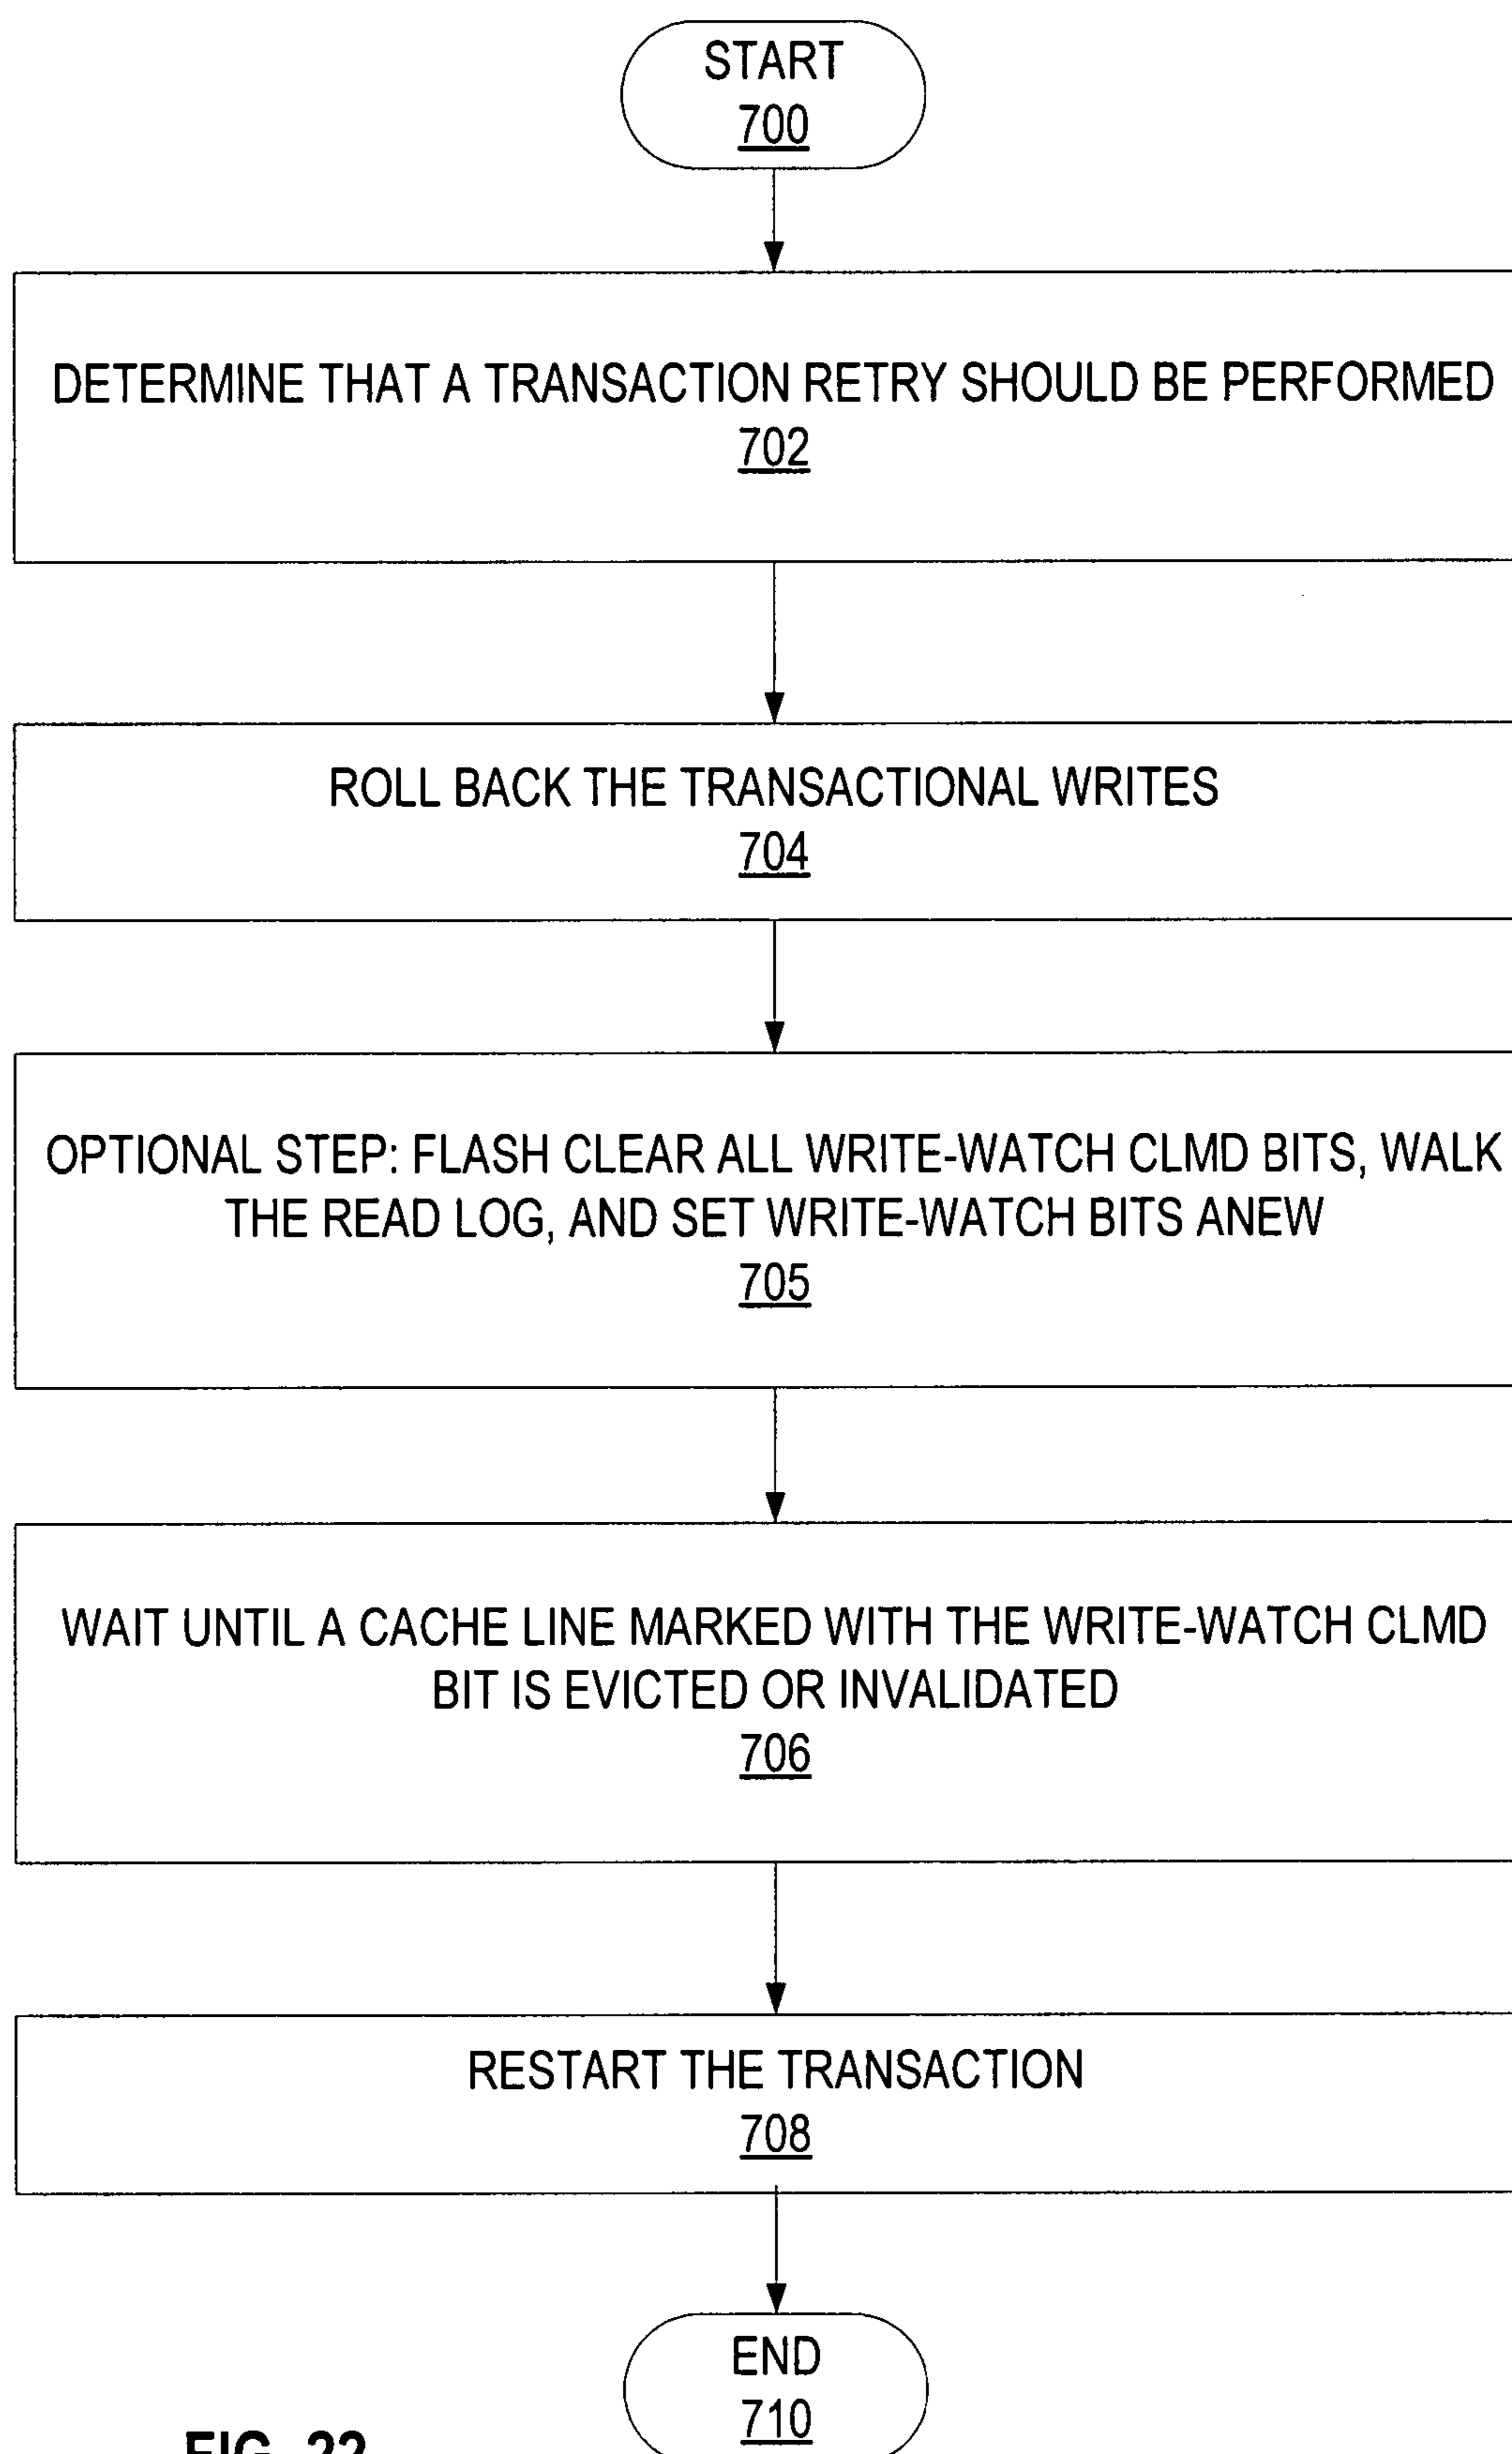 START
700
DETERMINE THAT A TRANSACTION RETRY SHOULD BE PERFORMED
702
ROLL BACK THE TRANSACTIONAL WRITES
704
OPTIONAL STEP: FLASH CLEAR ALL WRITE-WATCH CLMD BITS, WALK
THE READ LOG, AND SET WRITE-WATCH BITS ANEW
705
WAIT UNTIL A CACHE LINE MARKED WITH THE WRITE-WATCH CLMD
BIT IS EVICTED OR INVALIDATED
706
RESTART THE TRANSACTION
708
END
710
FIG. 22